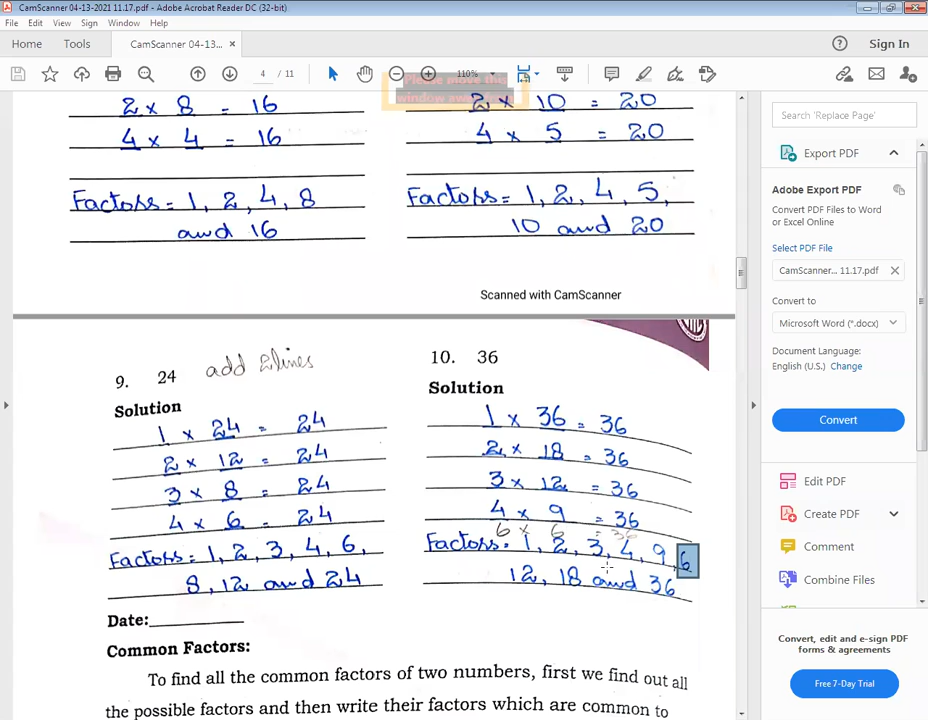 CamScanner 04-13-2021 11.17.pdf - Adobe Acrobat Reader DC (32-bit)
File Edit View Sign Window Help
Home Tools CamScanner 04-13... × Sign In
4 / 11 110%
Please move the
window away
2 × 8 = 16
4 × 4 = 16
Factors = 1, 2, 4, 8
and 16
2 × 10 = 20
4 × 5 = 20
Factors = 1, 2, 4, 5,
10 and 20
Scanned with CamScanner
9. 24 add 2 lines
Solution
1 × 24 = 24
2 × 12 = 24
3 × 8 = 24
4 × 6 = 24
Factors = 1, 2, 3, 4, 6,
8, 12 and 24
10. 36
Solution
1 × 36 = 36
2 × 18 = 36
3 × 12 = 36
4 × 9 = 36
6 × 6 = 36
Factors = 1, 2, 3, 4, 9, 6
12, 18 and 36
Date:
Common Factors:
To find all the common factors of two numbers, first we find out all
the possible factors and then write their factors which are common to
Search 'Replace Page'
Export PDF
Adobe Export PDF
Convert PDF Files to Word
or Excel Online
Select PDF File
CamScanner... 11.17.pdf ×
Convert to
Microsoft Word (*.docx)
Document Language:
English (U.S.) Change
Convert
Edit PDF
Create PDF
Comment
Combine Files
Convert, edit and e-sign PDF
forms & agreements
Free 7-Day Trial